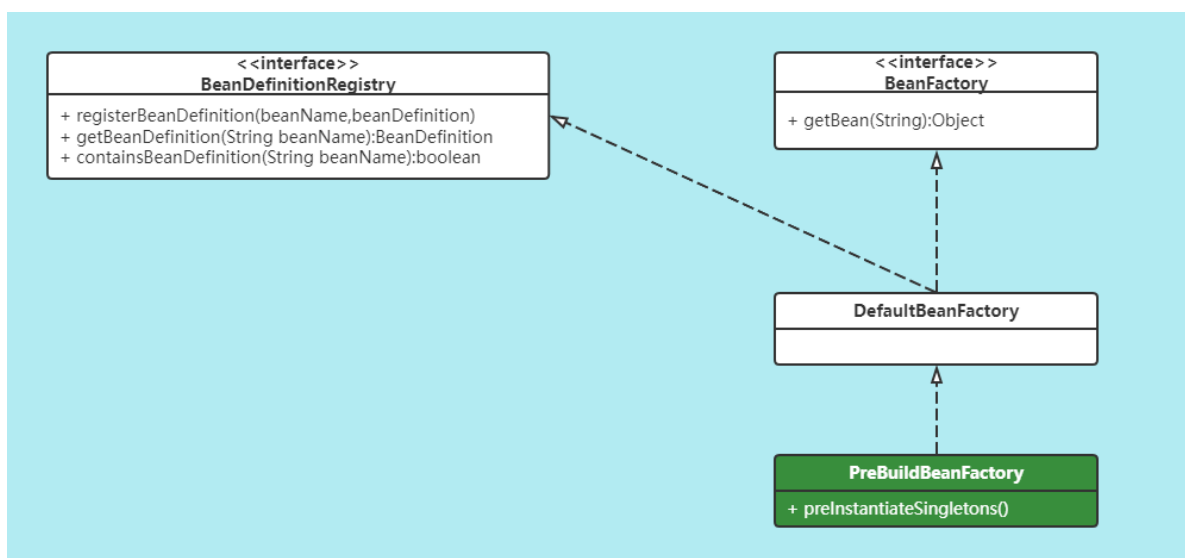 <<interface>>
BeanDefinitionRegistry
+ registerBeanDefinition(beanName,beanDefinition)
+ getBeanDefinition(String beanName):BeanDefinition
+ containsBeanDefinition(String beanName):boolean
<<interface>>
BeanFactory
+ getBean(String):Object
DefaultBeanFactory
PreBuildBeanFactory
+ preInstantiateSingletons()